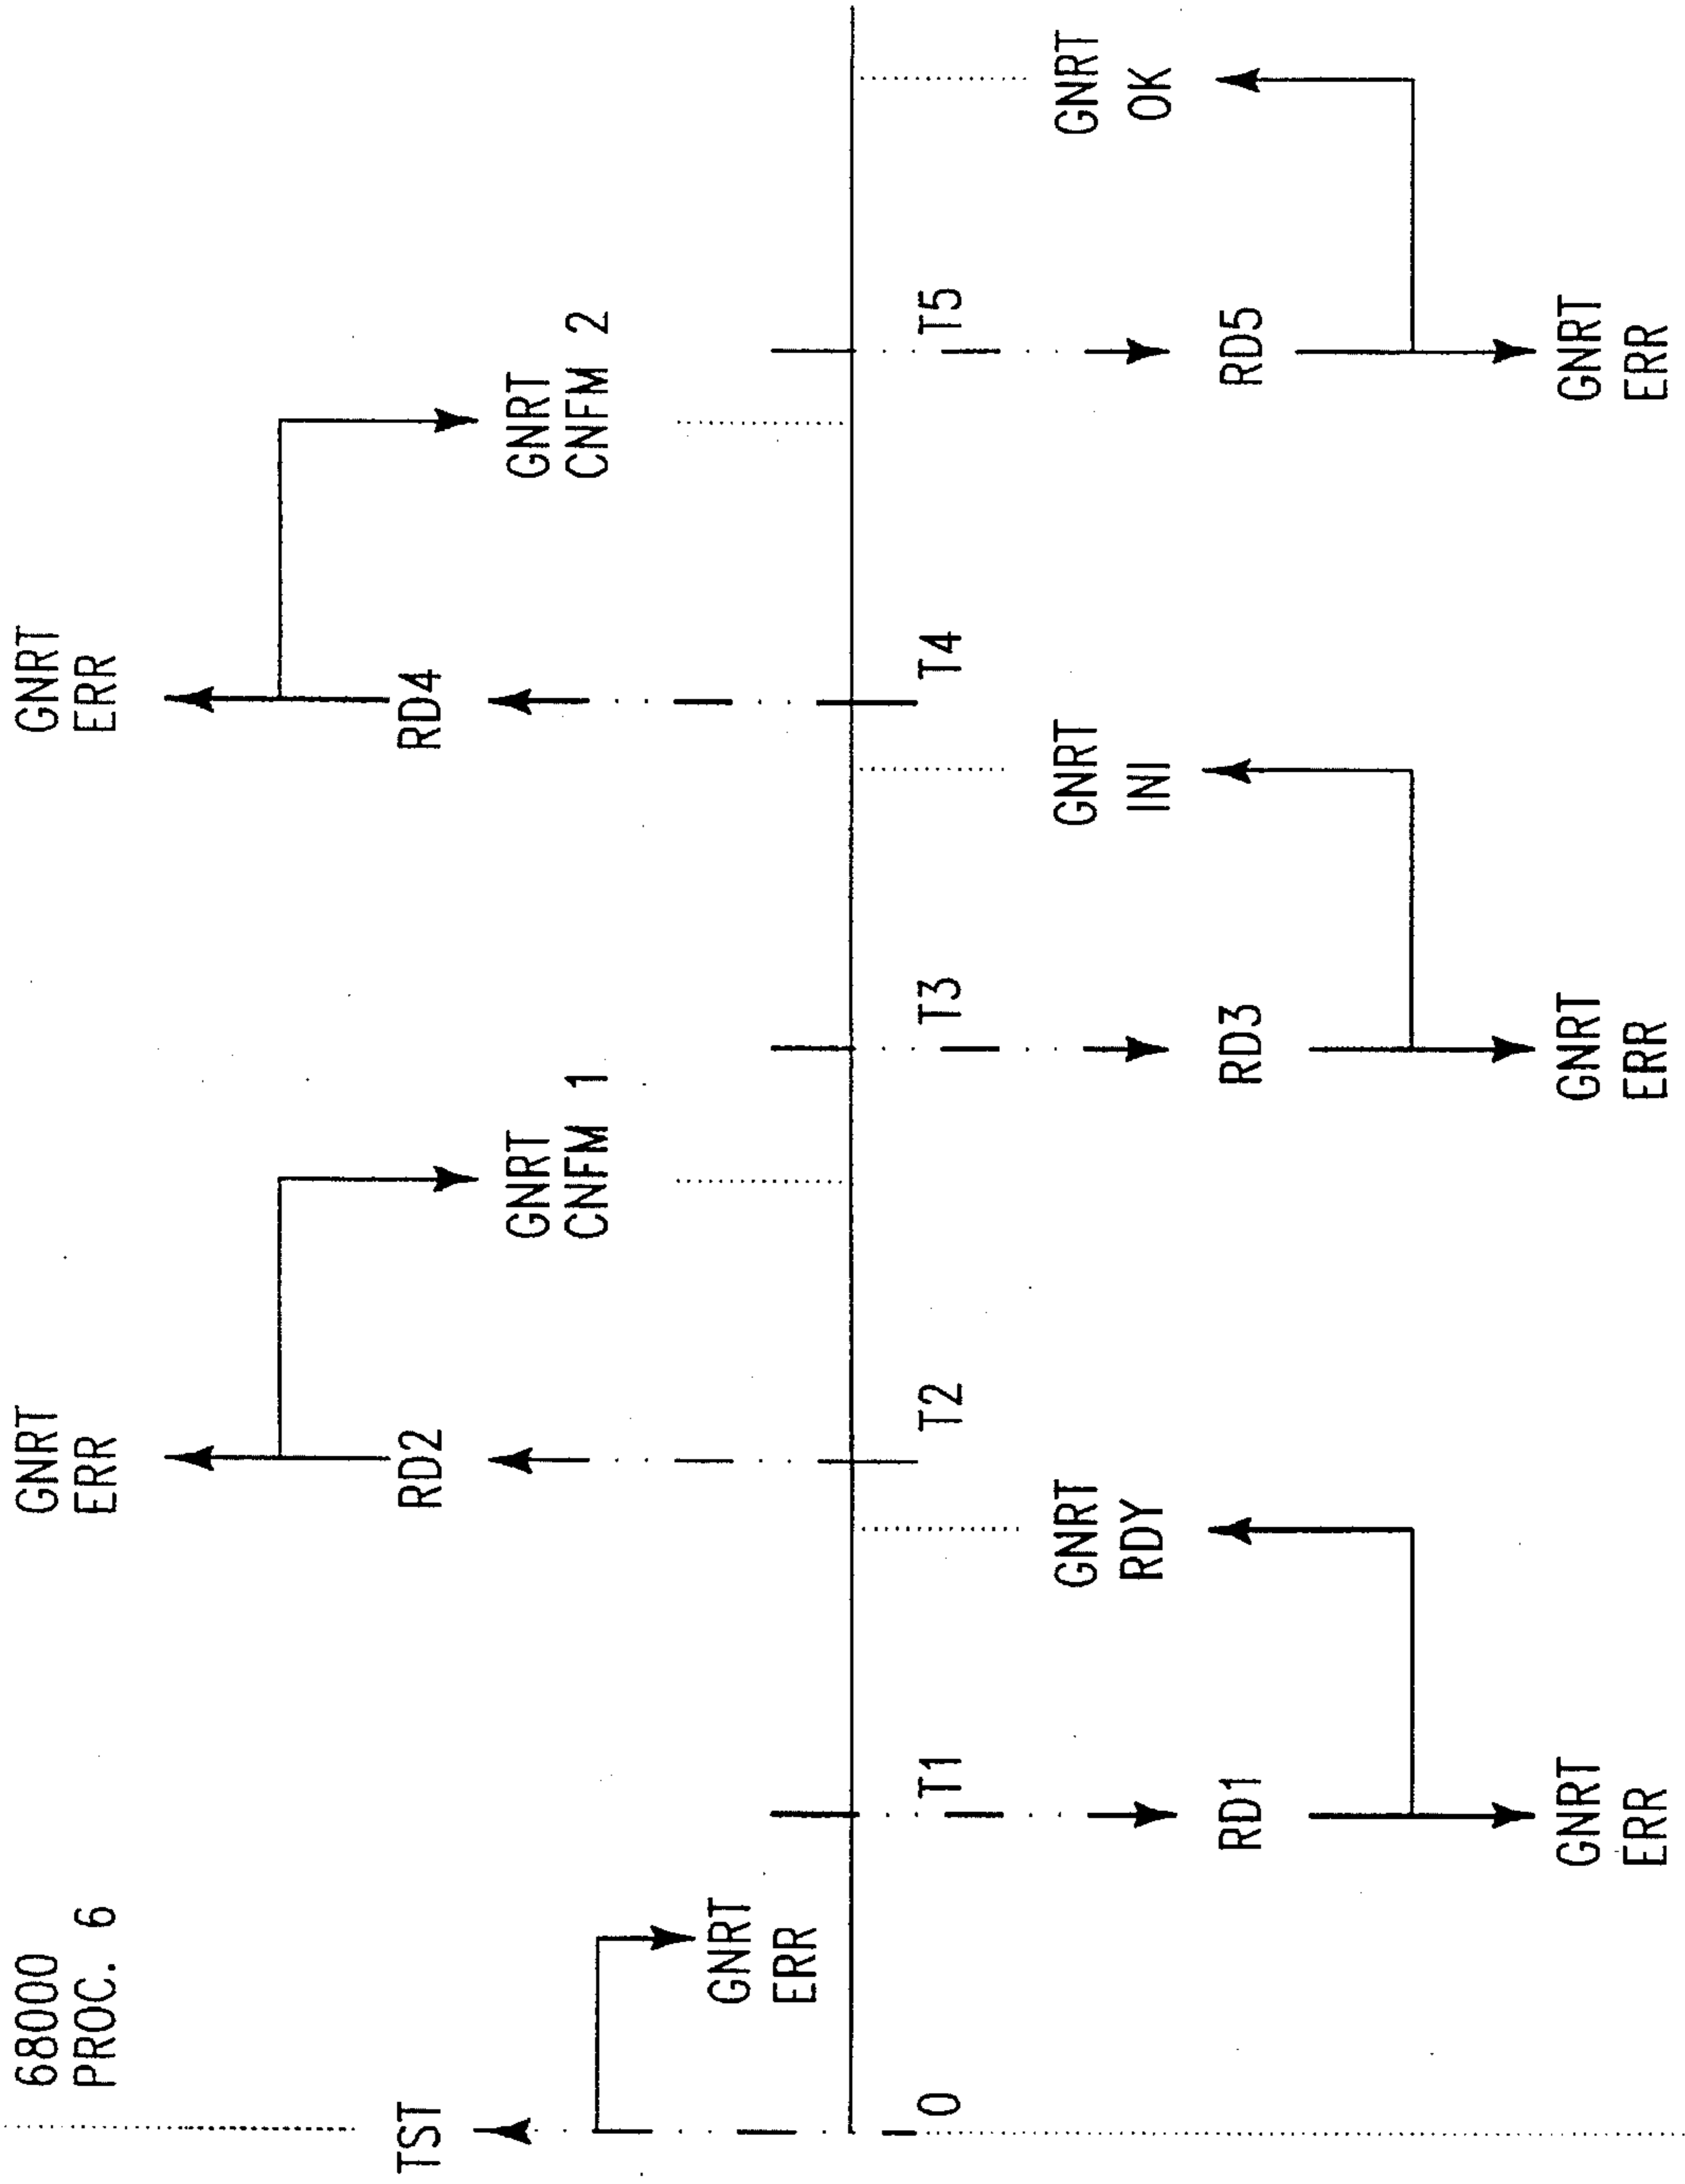 68000
PROC. 6
GNRT
ERR
GNRT
ERR
TST
RD2
RD4
GNRT
CNFM 1
GNRT
CNFM 2
GNRT
ERR
0
T1
T2
T3
T4
T5
GNRT
RDY
GNRT
INI
GNRT
OK
RD1
RD3
RD5
GNRT
ERR
GNRT
ERR
GNRT
ERR